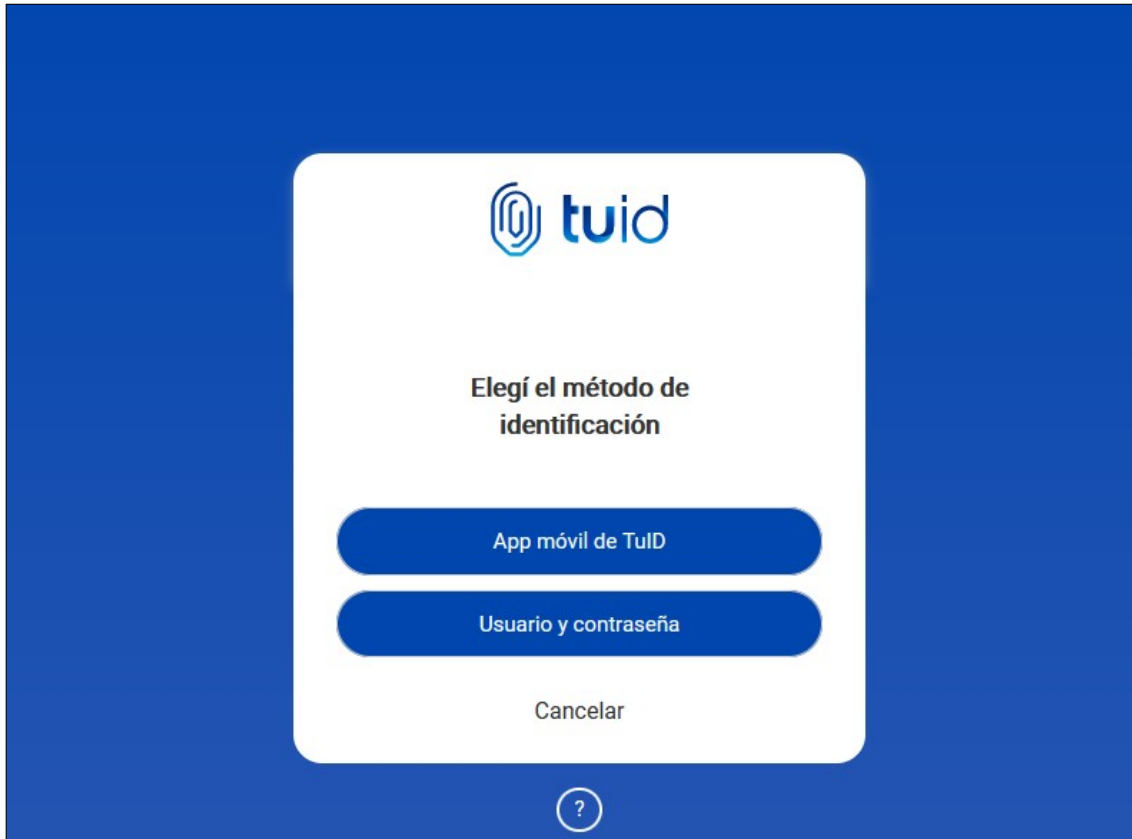 tuid
Elegí el método de
identificación
App móvil de TuID
Usuario y contraseña
Cancelar
?